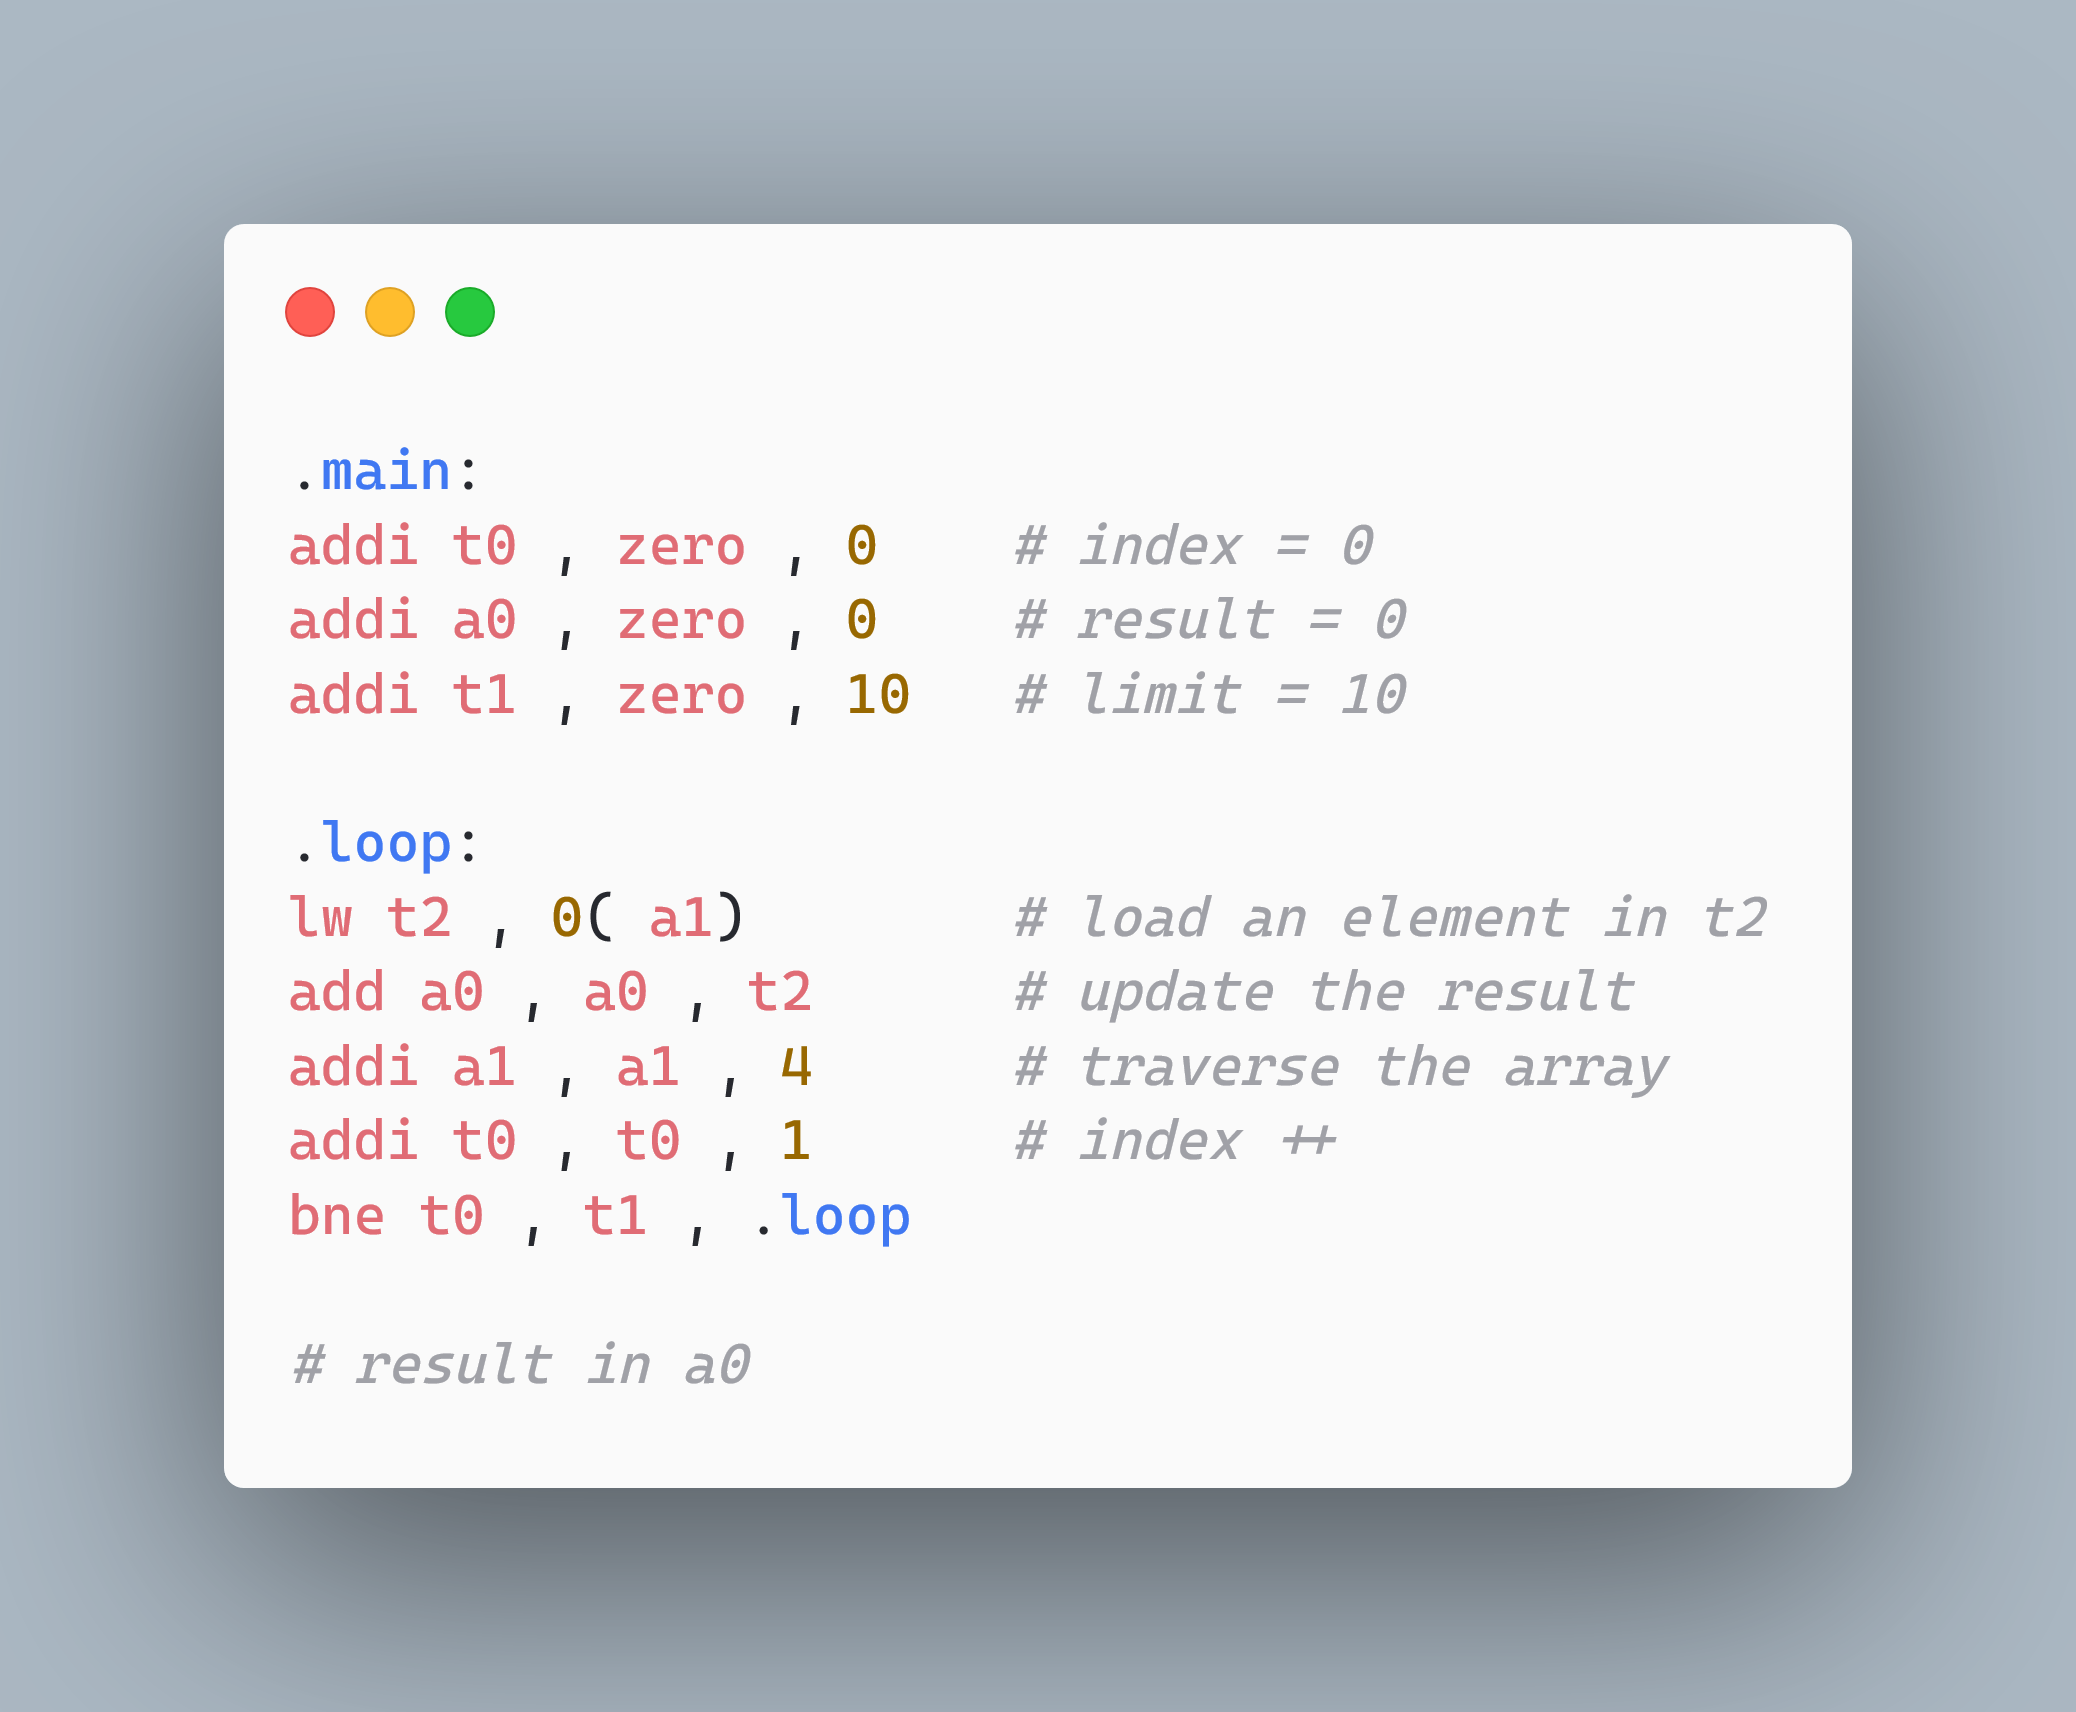 .main:
addi t0 , zero , 0    # index = 0
addi a0 , zero , 0    # result = 0
addi t1 , zero , 10   # limit = 10
.loop:
lw t2 , 0( a1)        # load an element in t2
add a0 , a0 , t2      # update the result
addi a1 , a1 , 4      # traverse the array
addi t0 , t0 , 1      # index ++
bne t0 , t1 , .loop
# result in a0